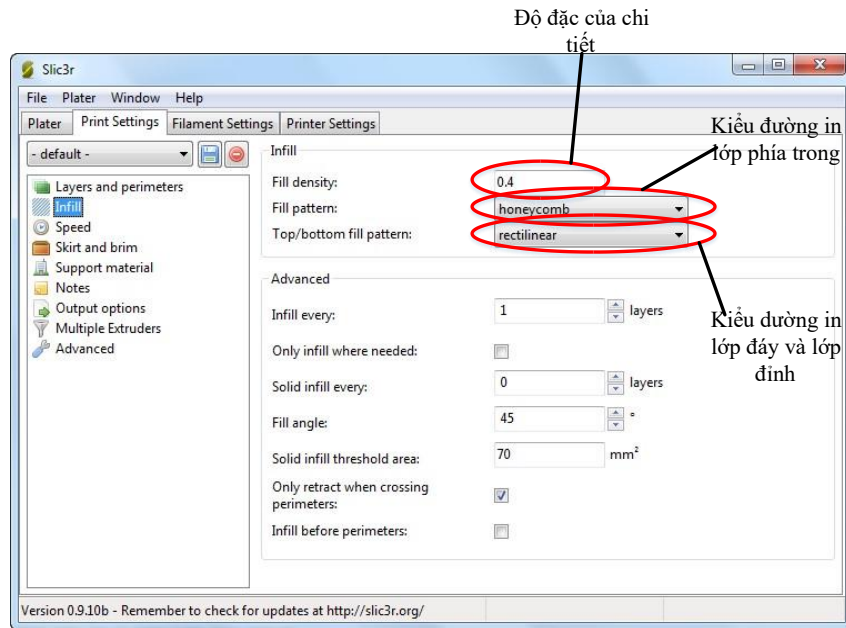 Độ đặc của chi
tiết
Slic3r
File Plater Window Help
Plater Print Settings Filament Settings Printer Settings
Kiểu đường in
lớp phía trong
- default -
Infill
Fill density: 0.4
Fill pattern: honeycomb
Top/bottom fill pattern: rectilinear
Layers and perimeters
Infill
Speed
Skirt and brim
Support material
Notes
Output options
Multiple Extruders
Advanced
Advanced
Infill every: 1 layers
Only infill where needed:
Solid infill every: 0 layers
Fill angle: 45 °
Solid infill threshold area: 70 mm²
Only retract when crossing
perimeters:
Infill before perimeters:
Kiểu dường in
lớp đáy và lớp
đỉnh
Version 0.9.10b - Remember to check for updates at http://slic3r.org/